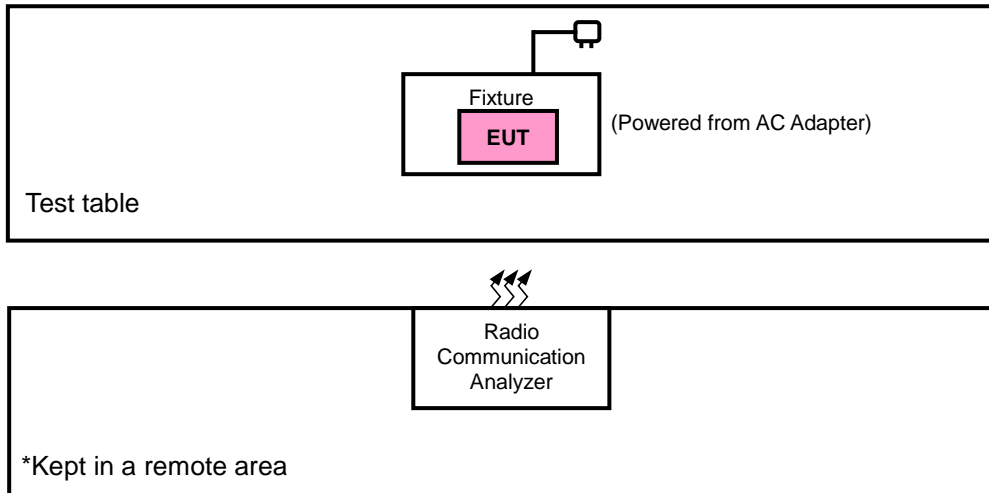 Fixture
EUT
(Powered from AC Adapter)
Test table
Radio
Communication
Analyzer
*Kept in a remote area